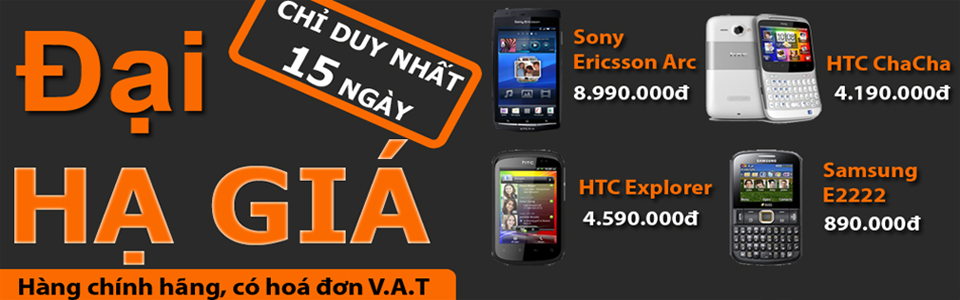 Đại
HẠ GIÁ
CHỈ DUY NHẤT
15 NGÀY
Hàng chính hãng, có hoá đơn V.A.T
Sony
Ericsson Arc
8.990.000đ
HTC ChaCha
4.190.000đ
HTC Explorer
4.590.000đ
Samsung
E2222
890.000đ